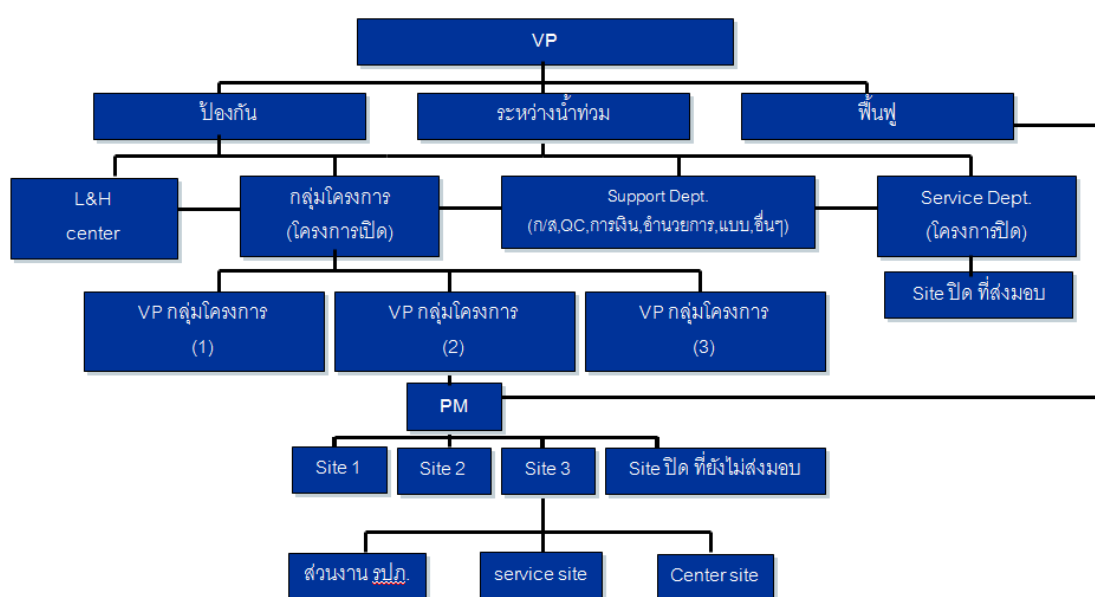 VP
ป้องกัน
ระหว่างน้ำท่วม
ฟื้นฟู
L&H
center
กลุ่มโครงการ
(โครงการเปิด)
Support Dept.
(ก/ส,QC,การเงิน,อำนวยการ,แบบ,อื่นๆ)
Service Dept.
(โครงการปิด)
Site ปิด ที่ส่งมอบ
VP กลุ่มโครงการ
(1)
VP กลุ่มโครงการ
(2)
VP กลุ่มโครงการ
(3)
PM
Site 1
Site 2
Site 3
Site ปิด ที่ยังไม่ส่งมอบ
ส่วนงาน รปภ.
service site
Center site